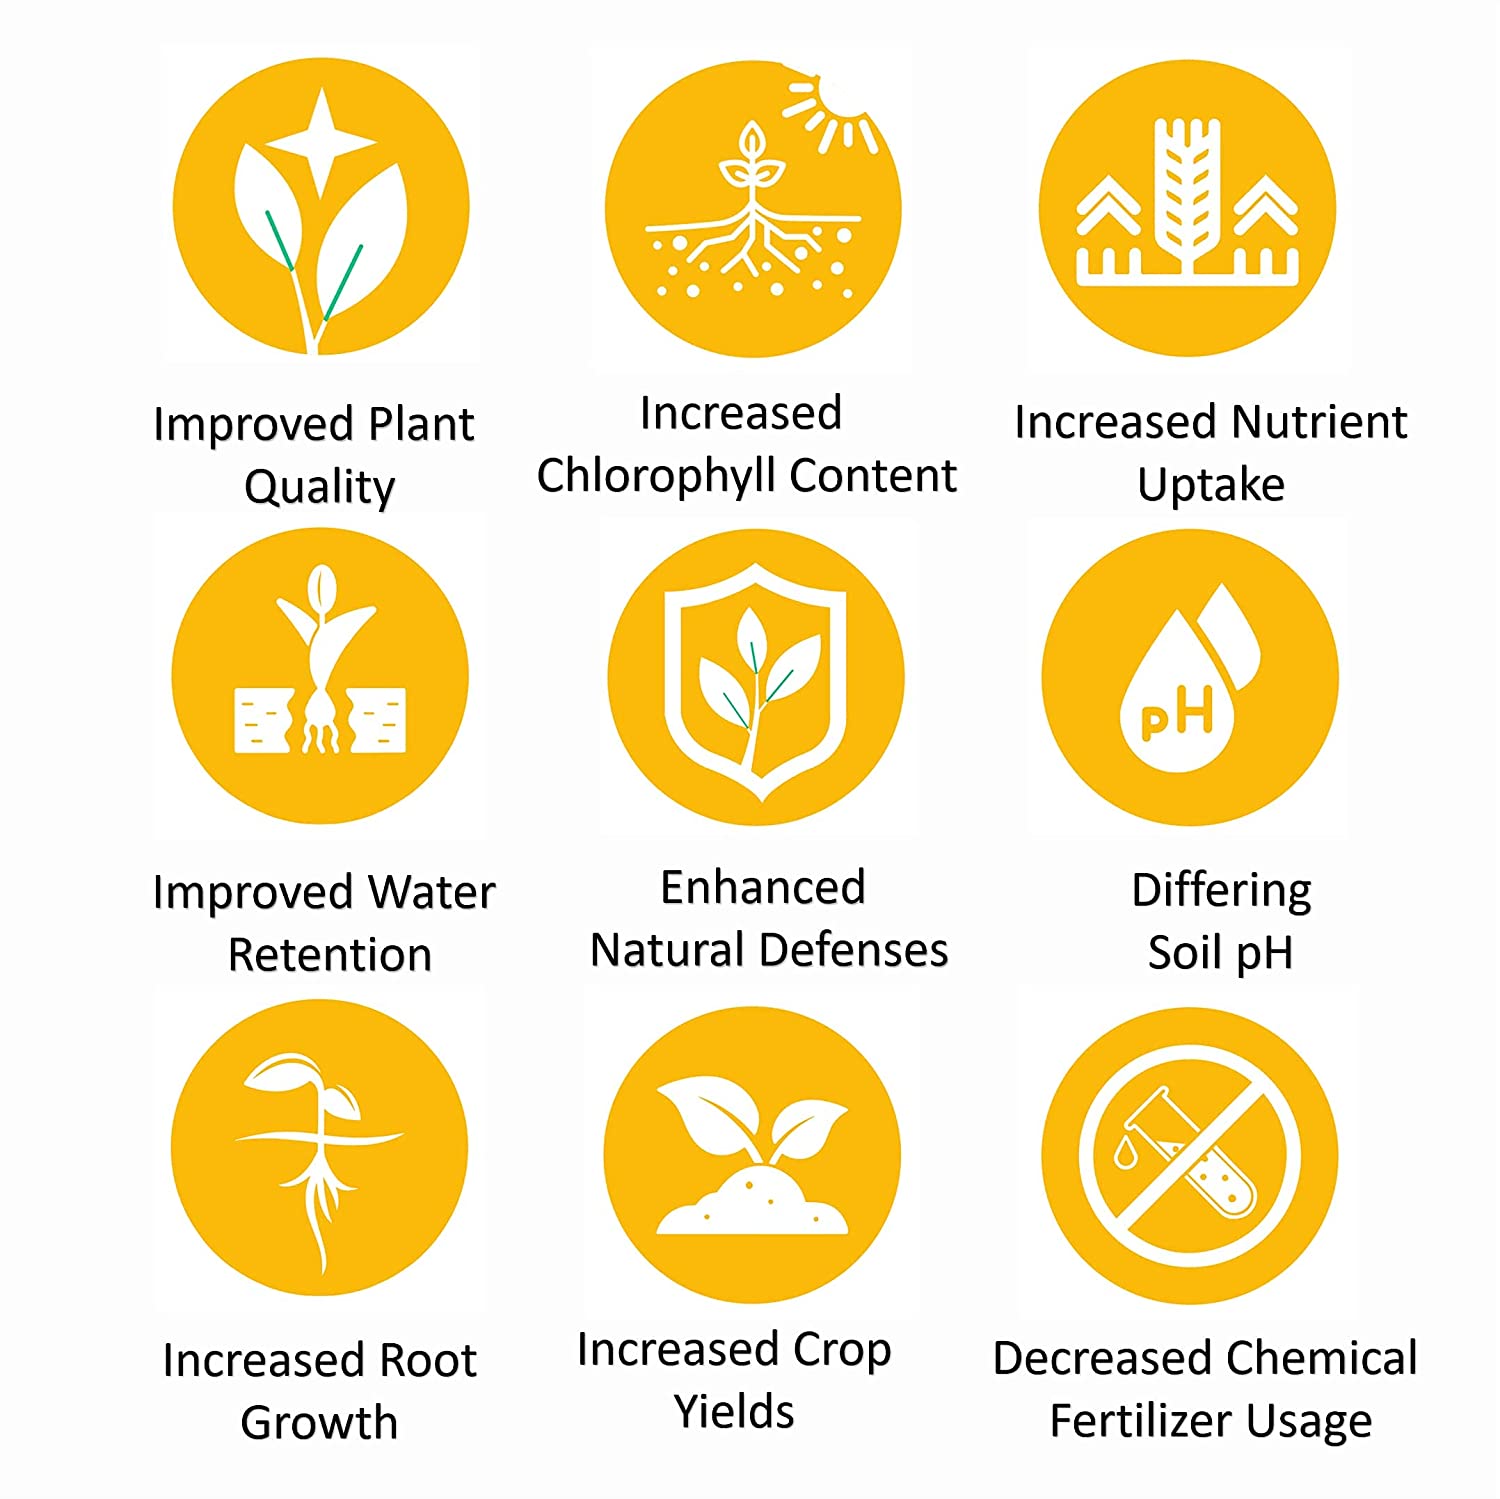 Improved Plant
Quality
Increased
Chlorophyll Content
Increased Nutrient
Uptake
Improved Water
Retention
Enhanced
Natural Defenses
pH
Differing
Soil pH
Increased Root
Growth
Increased Crop
Yields
Decreased Chemical
Fertilizer Usage